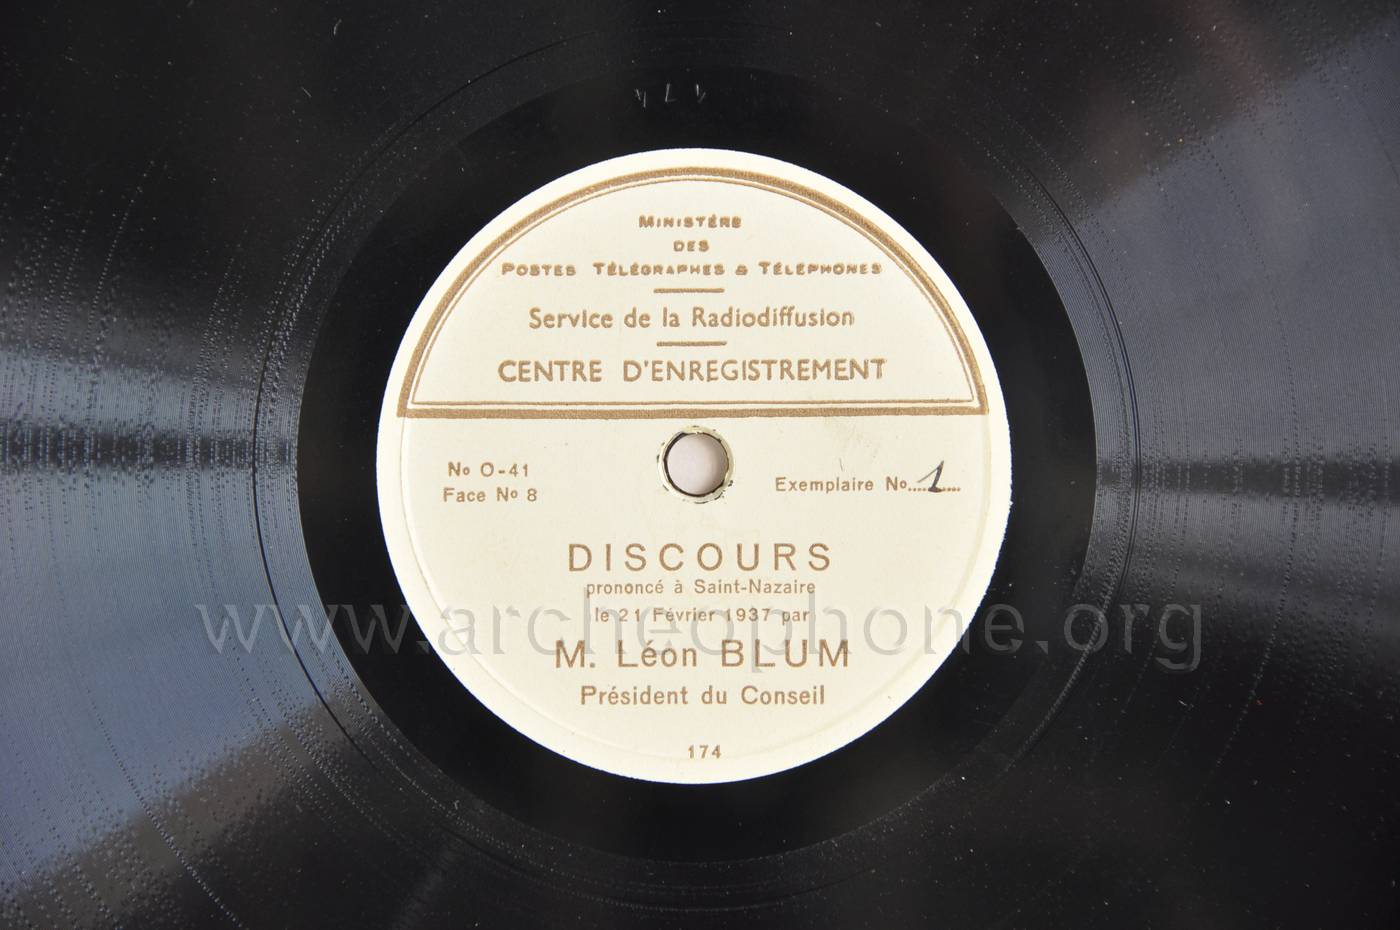 174
MINISTÈRE
DES
POSTES TÉLÉGRAPHES & TÉLÉPHONES
Service de la Radiodiffusion
CENTRE D'ENREGISTREMENT
No O-41
Face No 8
Exemplaire No....1....
DISCOURS
prononcé à Saint-Nazaire
le 21 Février 1937 par
www.archeophone.org
M. Léon BLUM
Président du Conseil
174